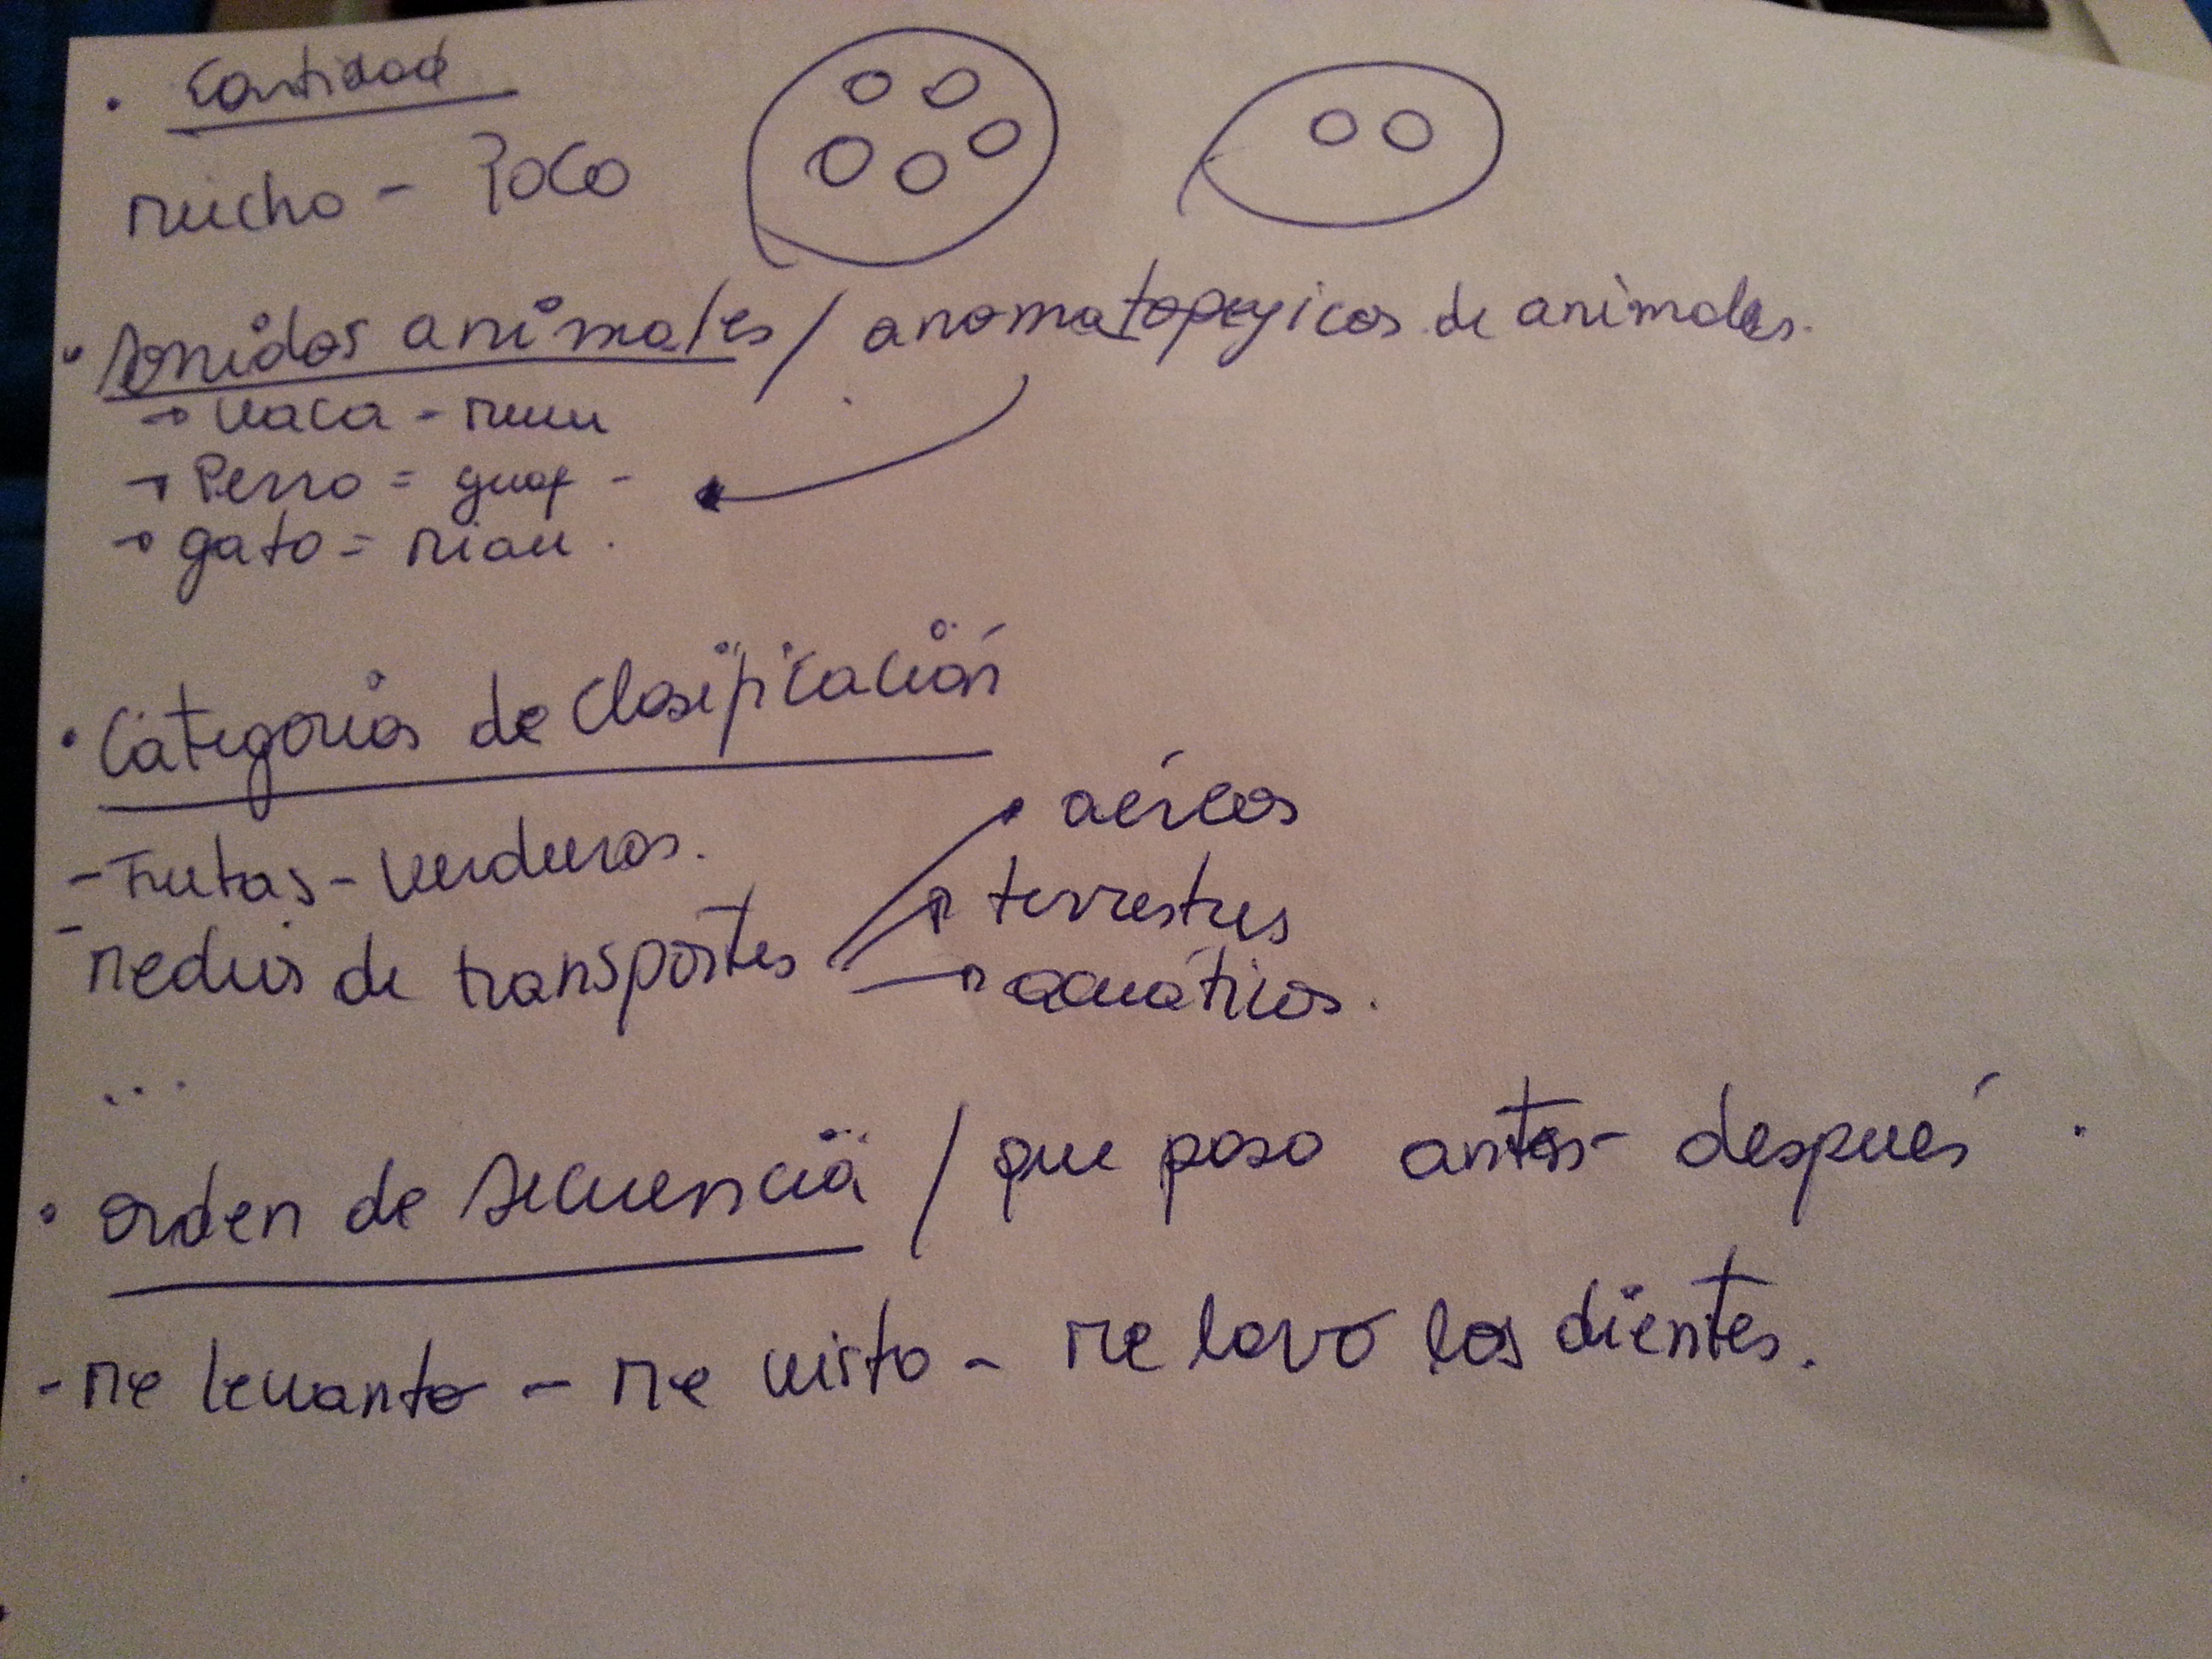 · Cantidad
mucho - Poco
· Sonidos animales / anomatopeyicos de animales.
→ vaca - muu
→ Perro = guaf -
→ gato = miau.
· Categorias de Clasificación
- Frutas - verduras.
- medios de transportes → aéreos
→ terrestres
→ acuáticos.
...
· orden de secuencia / que paso antes - después.
- me levanto - me visto - me lavo los dientes.